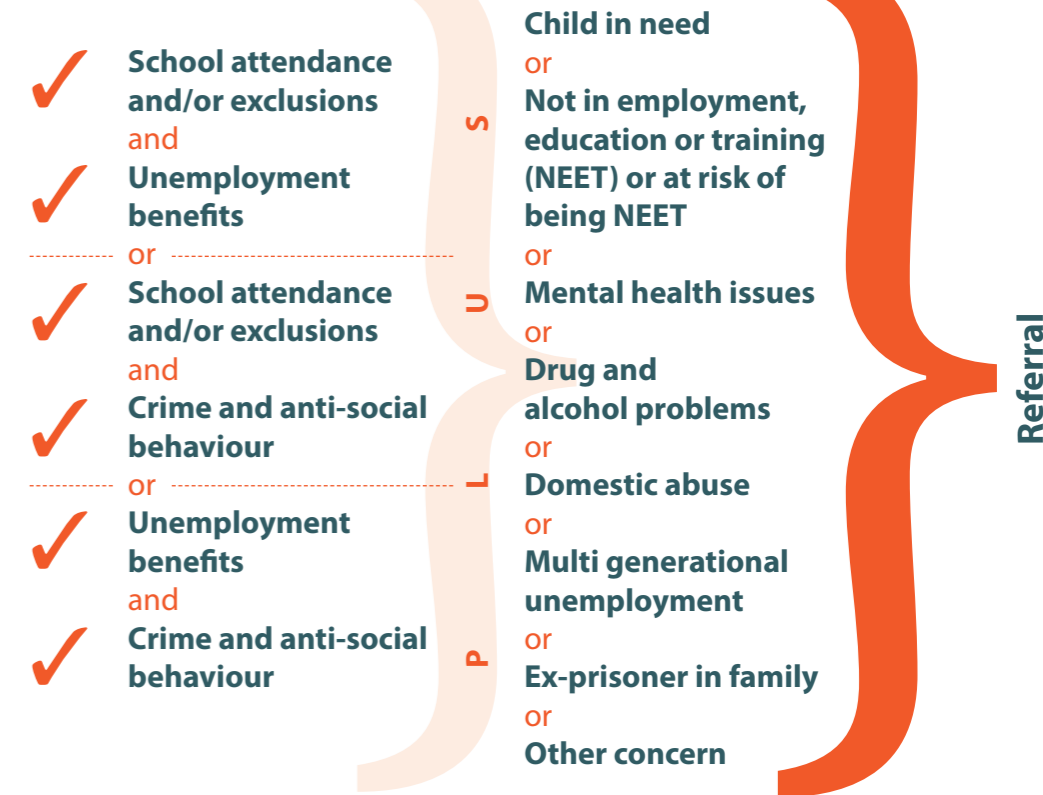 School attendance
and/or exclusions
and
Unemployment
benefits
or
School attendance
and/or exclusions
and
Crime and anti-social
behaviour
or
Unemployment
benefits
and
Crime and anti-social
behaviour
PLUS
Child in need
or
Not in employment,
education or training
(NEET) or at risk of
being NEET
or
Mental health issues
or
Drug and
alcohol problems
or
Domestic abuse
or
Multi generational
unemployment
or
Ex-prisoner in family
or
Other concern
Referral